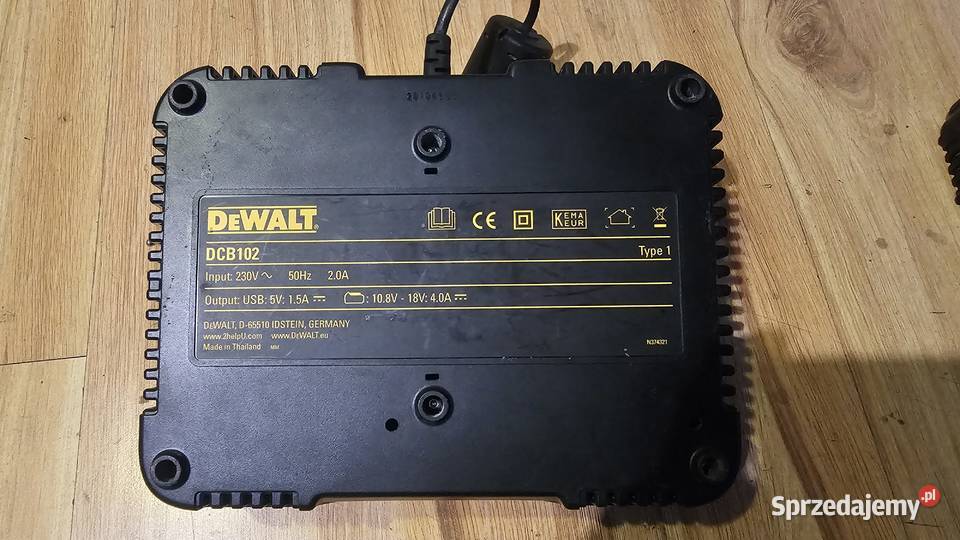 DEWALT
KEMA
KEUR
DCB102
Type 1
Input: 230V ~ 50Hz 2.0A
Output: USB: 5V: 1.5A ⎓ : 10.8V - 18V: 4.0A ⎓
DEWALT, D-65510 IDSTEIN, GERMANY
www.2helpU.com www.DEWALT.eu
Made in Thailand MM
N374321
Sprzedajemy.pl